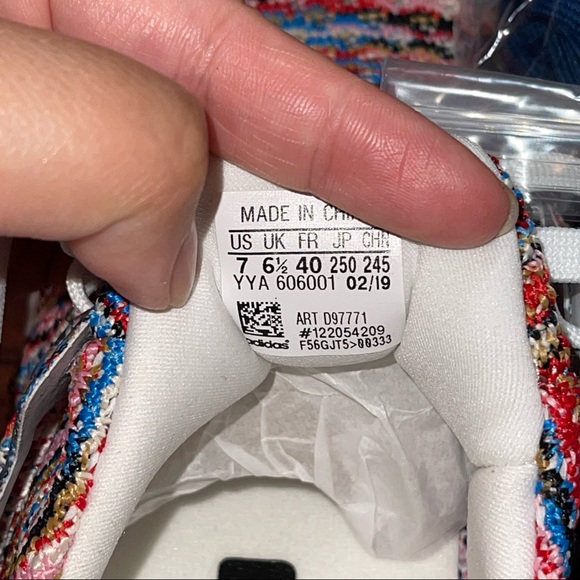 MADE IN
US UK FR JP CHN
7 6½ 40 250 245
YYA 606001 02/19
ART D97771
#122054209
adidas F56GJT5>00333